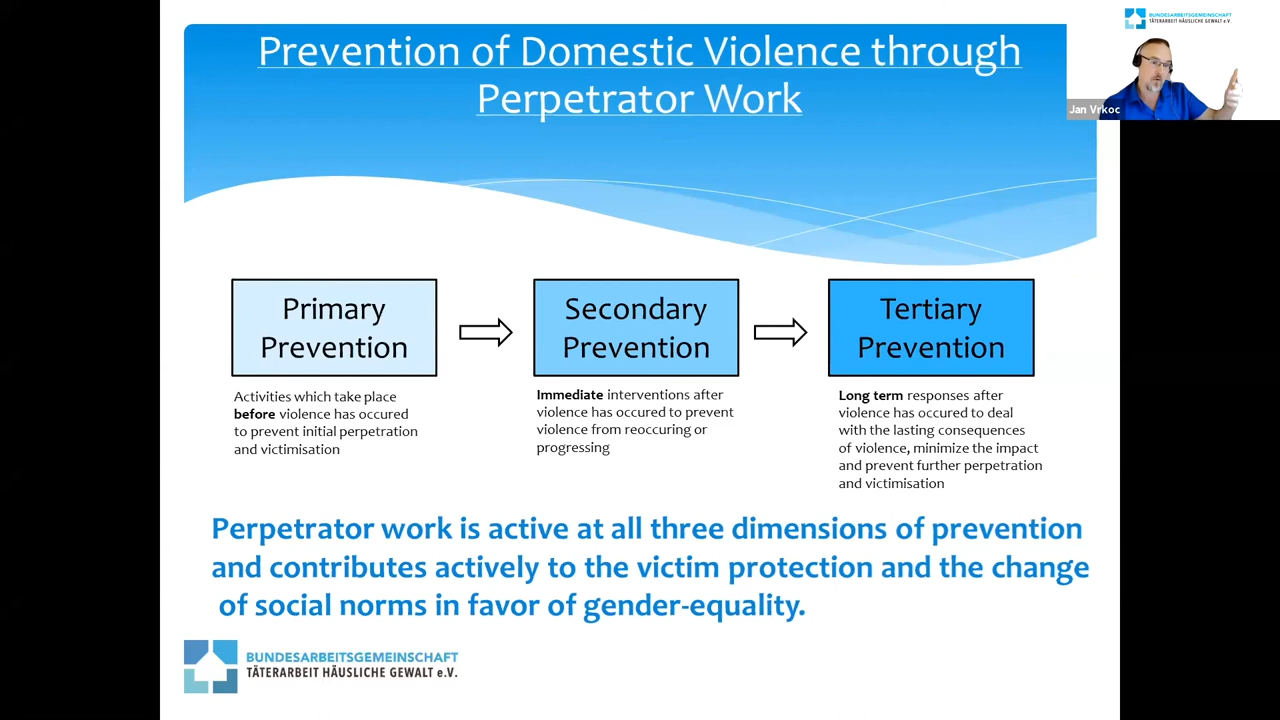 Prevention of Domestic Violence through
Perpetrator Work
BUNDESARBEITSGEMEINSCHAFT
TÄTERARBEIT HÄUSLICHE GEWALT e.V.
Jan Vrkoc
Primary
Prevention
Activities which take place
before violence has occured
to prevent initial perpetration
and victimisation
Secondary
Prevention
Immediate interventions after
violence has occured to prevent
violence from reoccuring or
progressing
Tertiary
Prevention
Long term responses after
violence has occured to deal
with the lasting consequences
of violence, minimize the impact
and prevent further perpetration
and victimisation
Perpetrator work is active at all three dimensions of prevention
and contributes actively to the victim protection and the change
of social norms in favor of gender-equality.
BUNDESARBEITSGEMEINSCHAFT
TÄTERARBEIT HÄUSLICHE GEWALT e.V.